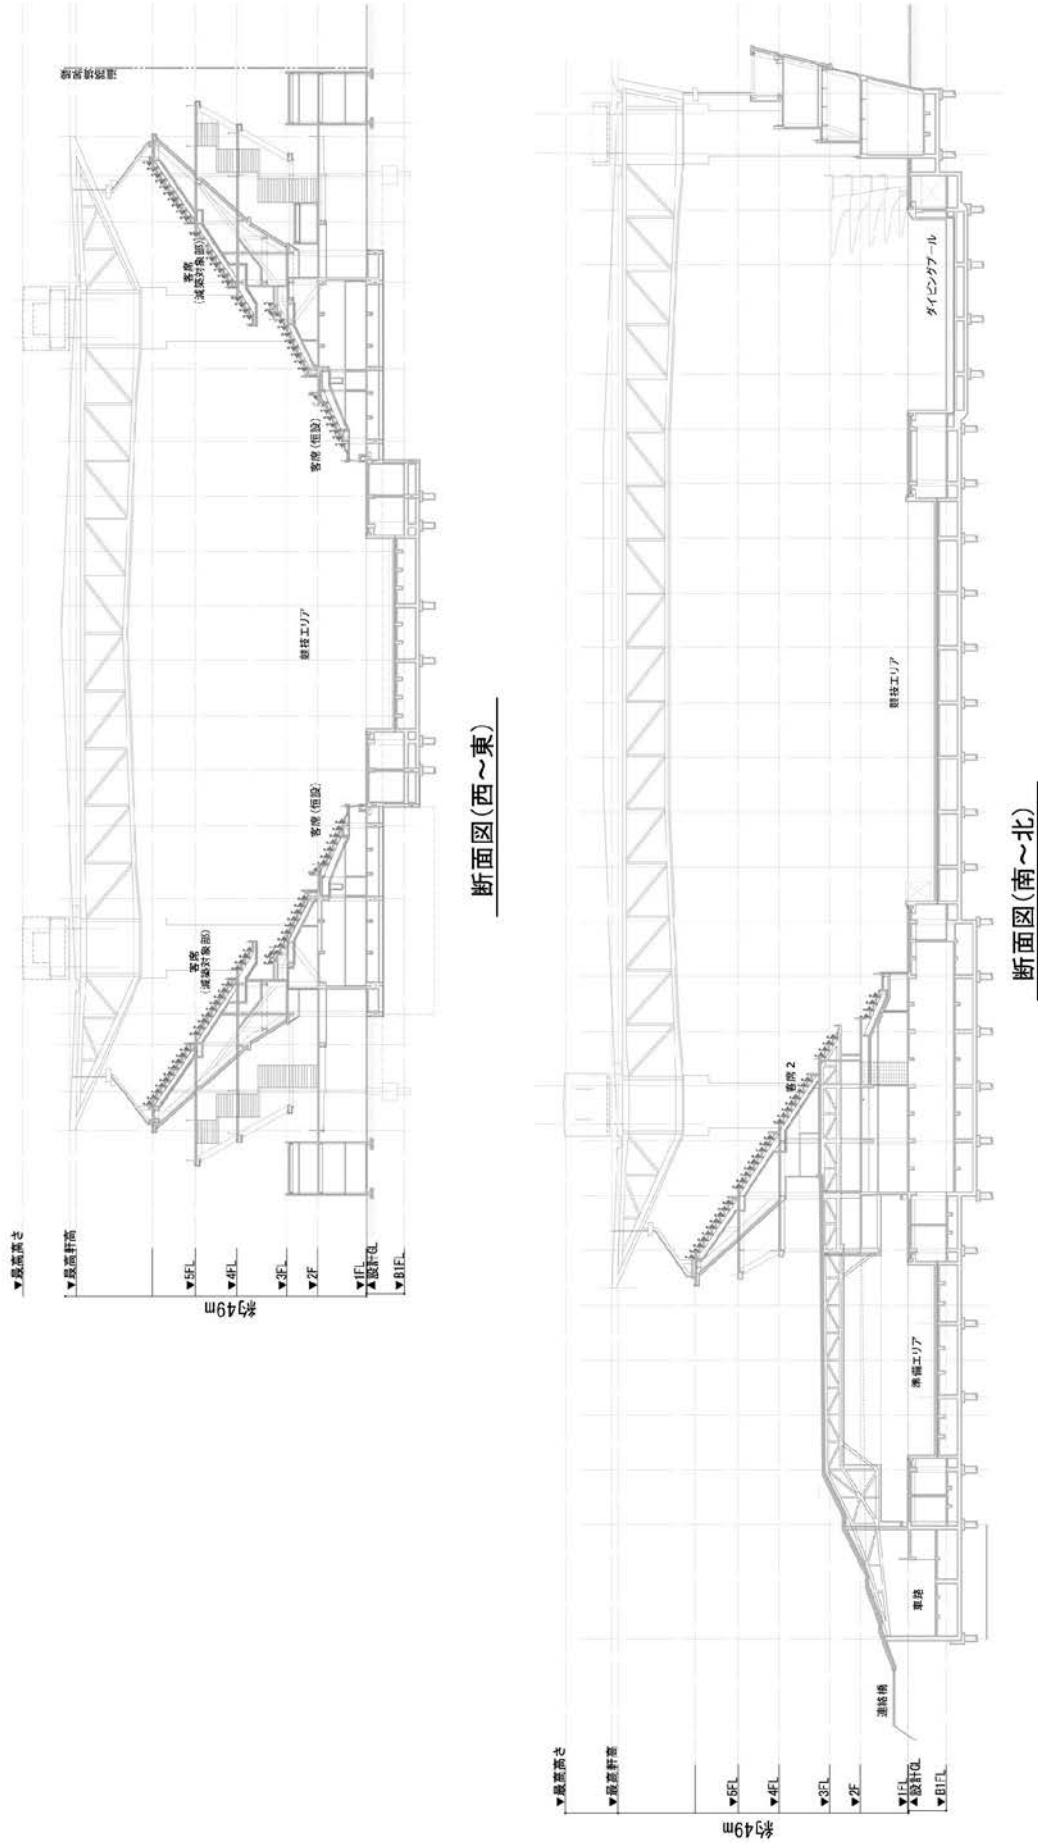 ▼最高高さ
▼最高軒高
▼5FL
▼4FL
▼3FL
▼2F
▼1FL
▲設計GL
▼B1FL
約49m
客席
(減築対象部)
客席(恒設)
競技エリア
客席(恒設)
客席
(減築対象部)
道路境界線
断面図(西～東)
▼最高高さ
▼最高軒高
▼5FL
▼4FL
▼3FL
▼2F
▼1FL
▲設計GL
▼B1FL
約49m
連絡橋
車路
準備エリア
客席2
競技エリア
ダイビングプール
断面図(南～北)